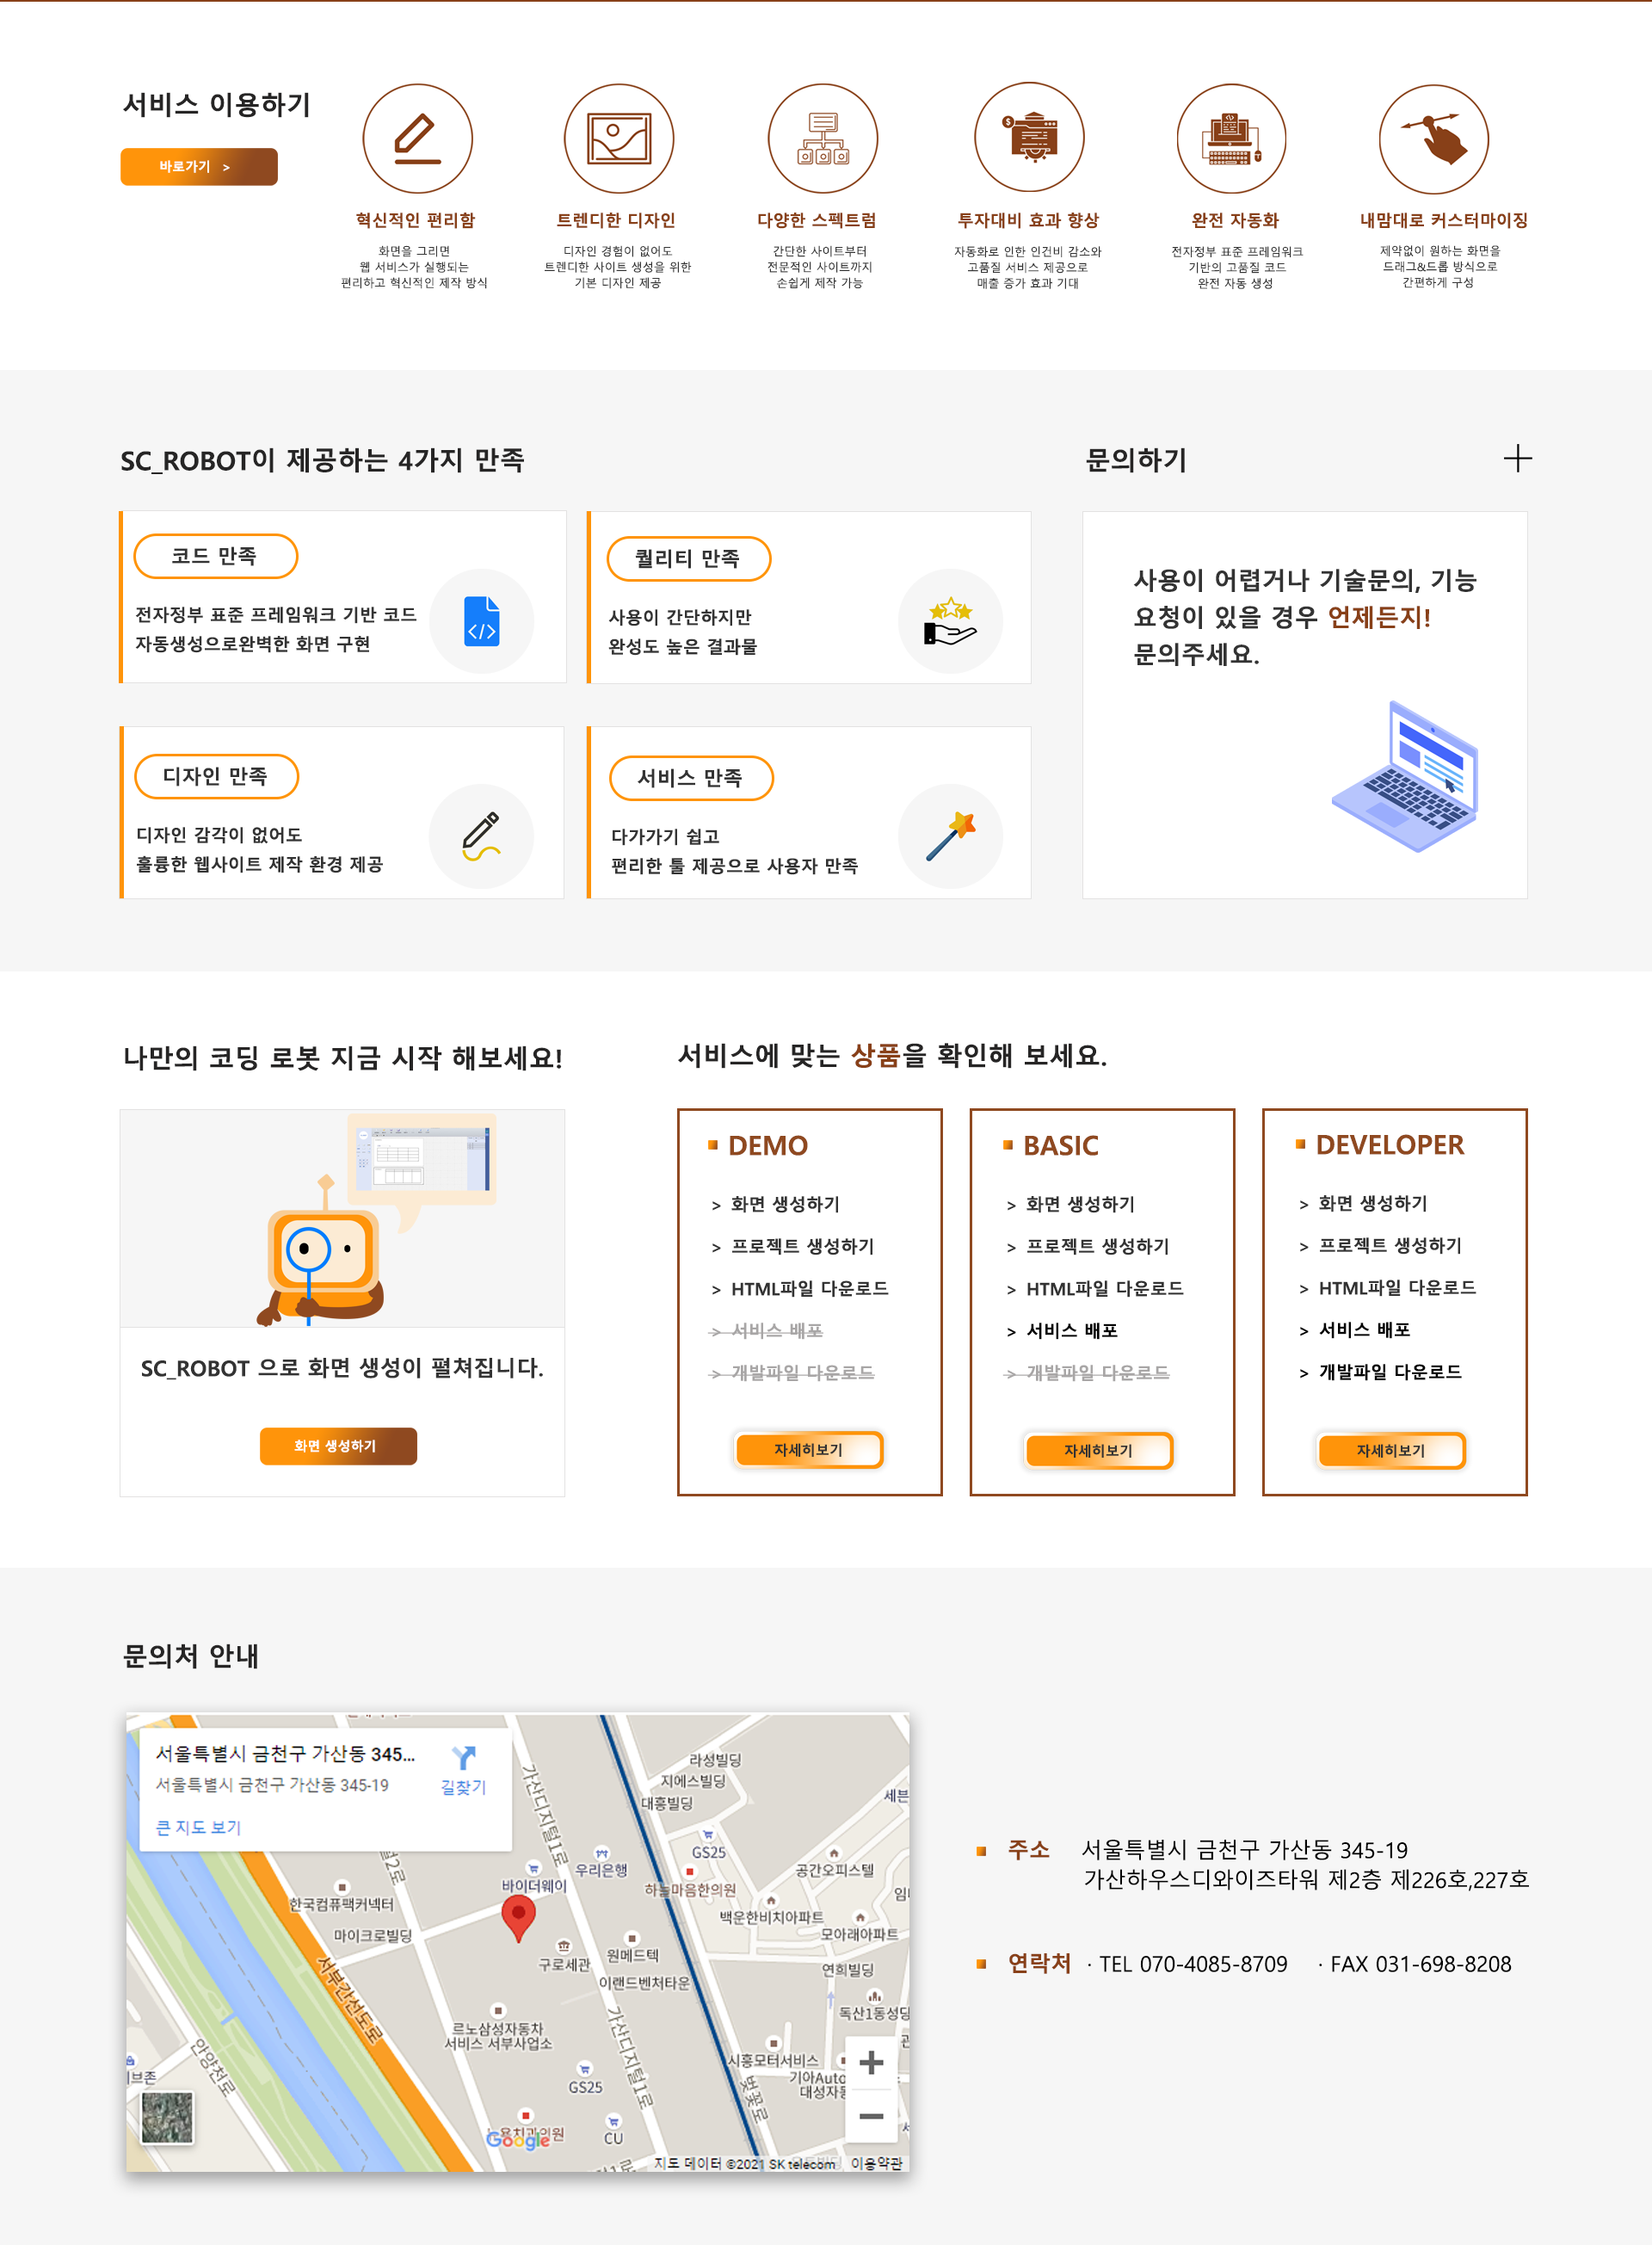 서비스 이용하기
바로가기 >
혁신적인 편리함
화면을 그리면
웹 서비스가 실행되는
편리하고 혁신적인 제작 방식
트렌디한 디자인
디자인 경험이 없어도
트렌디한 사이트 생성을 위한
기본 디자인 제공
다양한 스펙트럼
간단한 사이트부터
전문적인 사이트까지
손쉽게 제작 가능
투자대비 효과 향상
자동화로 인한 인건비 감소와
고품질 서비스 제공으로
매출 증가 효과 기대
완전 자동화
전자정부 표준 프레임워크
기반의 고품질 코드
완전 자동 생성
내맘대로 커스터마이징
제약없이 원하는 화면을
드래그&드롭 방식으로
간편하게 구성
SC_ROBOT이 제공하는 4가지 만족
코드 만족
전자정부 표준 프레임워크 기반 코드
자동생성으로완벽한 화면 구현
퀄리티 만족
사용이 간단하지만
완성도 높은 결과물
디자인 만족
디자인 감각이 없어도
훌륭한 웹사이트 제작 환경 제공
서비스 만족
다가가기 쉽고
편리한 툴 제공으로 사용자 만족
문의하기
사용이 어렵거나 기술문의, 기능
요청이 있을 경우 언제든지!
문의주세요.
나만의 코딩 로봇 지금 시작 해보세요!
SC_ROBOT 으로 화면 생성이 펼쳐집니다.
화면 생성하기
서비스에 맞는 상품을 확인해 보세요.
DEMO
> 화면 생성하기
> 프로젝트 생성하기
> HTML파일 다운로드
> 서비스 배포
> 개발파일 다운로드
자세히보기
BASIC
> 화면 생성하기
> 프로젝트 생성하기
> HTML파일 다운로드
> 서비스 배포
> 개발파일 다운로드
자세히보기
DEVELOPER
> 화면 생성하기
> 프로젝트 생성하기
> HTML파일 다운로드
> 서비스 배포
> 개발파일 다운로드
자세히보기
문의처 안내
서울특별시 금천구 가산동 345...
서울특별시 금천구 가산동 345-19
길찾기
큰 지도 보기
가산디지털1로
라성빌딩
지에스빌딩
대홍빌딩
세븐
GS25
우리은행
바이더웨이
하늘마음한의원
공간오피스텔
한국컴퓨팩커넥터
백운한비치아파트
마이크로빌딩
모아래아파트
구로세관
원메드텍
이랜드벤처타운
연희빌딩
서부간선도로
독산1동성당
르노삼성자동차
서비스 서부사업소
가산디지털1로
시흥모터서비스
기아Auto
대성자동
안양천로
GS25
벚꽃로
CU
Google
지도 데이터 ©2021 SK telecom 이용약관
주소 서울특별시 금천구 가산동 345-19
가산하우스디와이즈타워 제2층 제226호,227호
연락처 · TEL 070-4085-8709 · FAX 031-698-8208